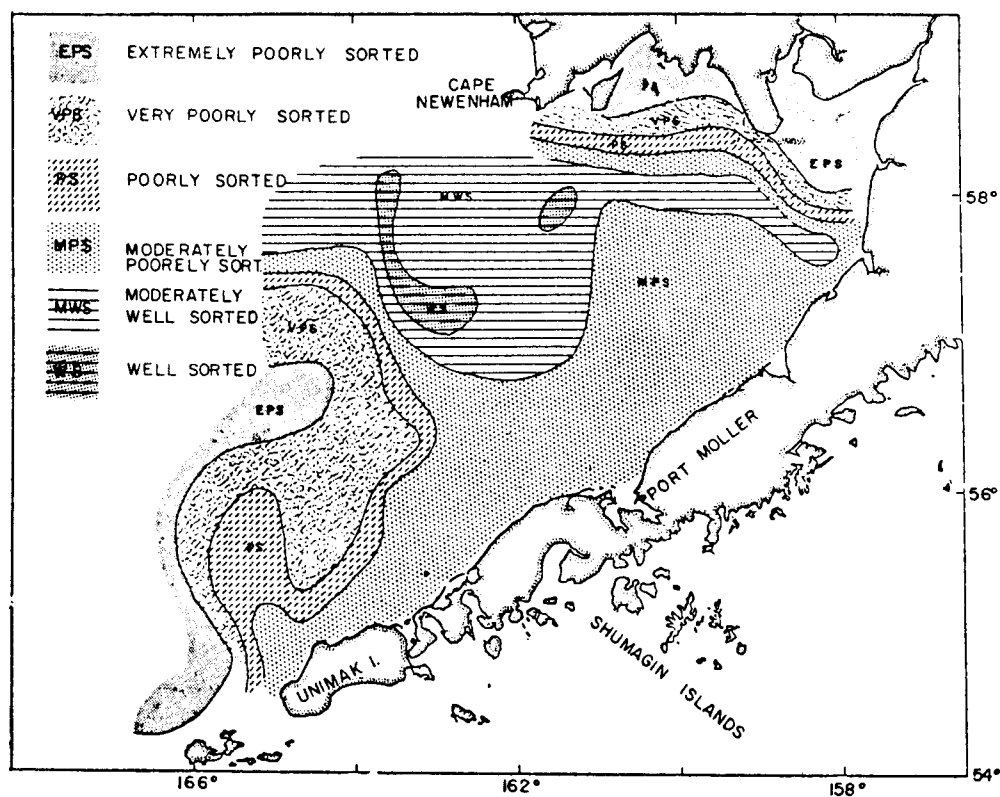 EPS EXTREMELY POORLY SORTED
VPS VERY POORLY SORTED
PS POORLY SORTED
MPS MODERATELY
POORELY SORT
MWS MODERATELY
WELL SORTED
WELL SORTED
CAPE
NEWENHAM
VPS
PS
EPS
MWS
58°
MPS
WS
VPS
EPS
PORT MOLLER
56°
PS
SHUMAGIN ISLANDS
UNIMAK I.
166°
162°
158°
54°